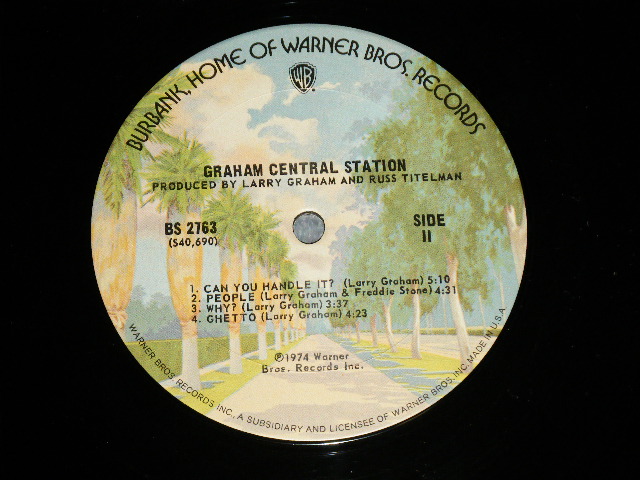 BURBANK, HOME OF WARNER BROS. RECORDS
WB
GRAHAM CENTRAL STATION
PRODUCED BY LARRY GRAHAM AND RUSS TITELMAN
BS 2763
(S40,690)
SIDE
II
1. CAN YOU HANDLE IT? (Larry Graham) 5:10
2. PEOPLE (Larry Graham & Freddie Stone) 4:31
3. WHY? (Larry Graham) 3:37
4. GHETTO (Larry Graham) 4:23
℗1974 Warner
Bros. Records Inc.
WARNER BROS. RECORDS INC., A SUBSIDIARY AND LICENSEE OF WARNER BROS. INC. MADE IN U.S.A.